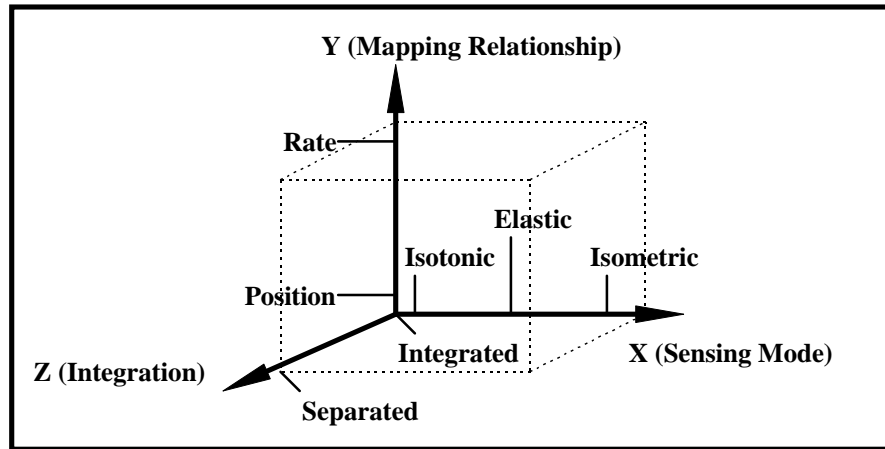 Y (Mapping Relationship)
Rate
Elastic
Isotonic
Isometric
Position
Integrated
X (Sensing Mode)
Z (Integration)
Separated